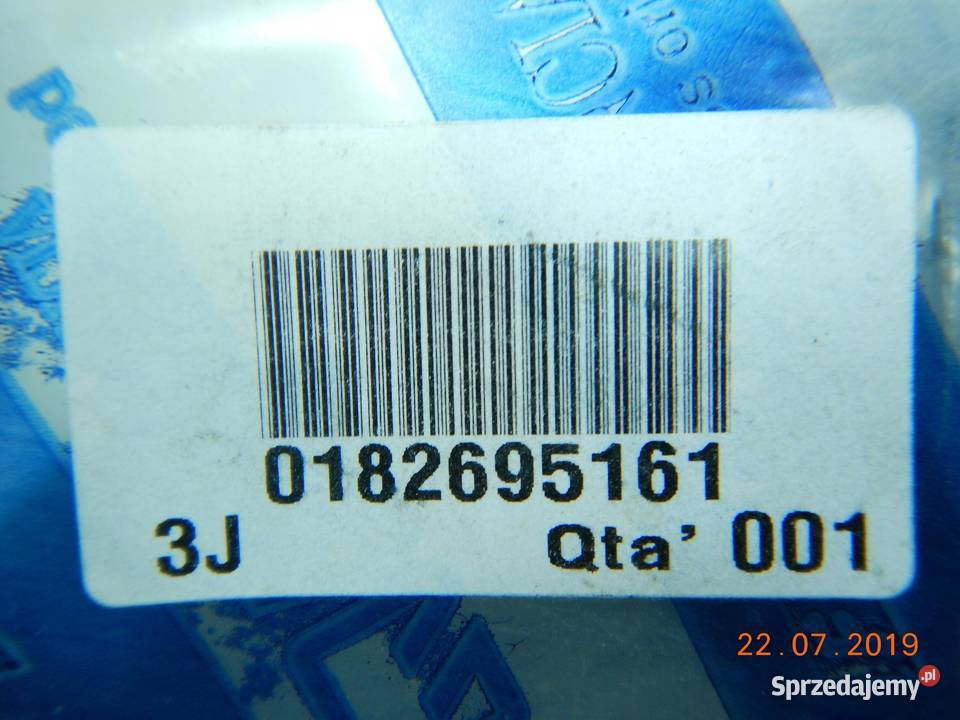 0182695161
3J Qta' 001
22.07.2019
Sprzedajemy.pl